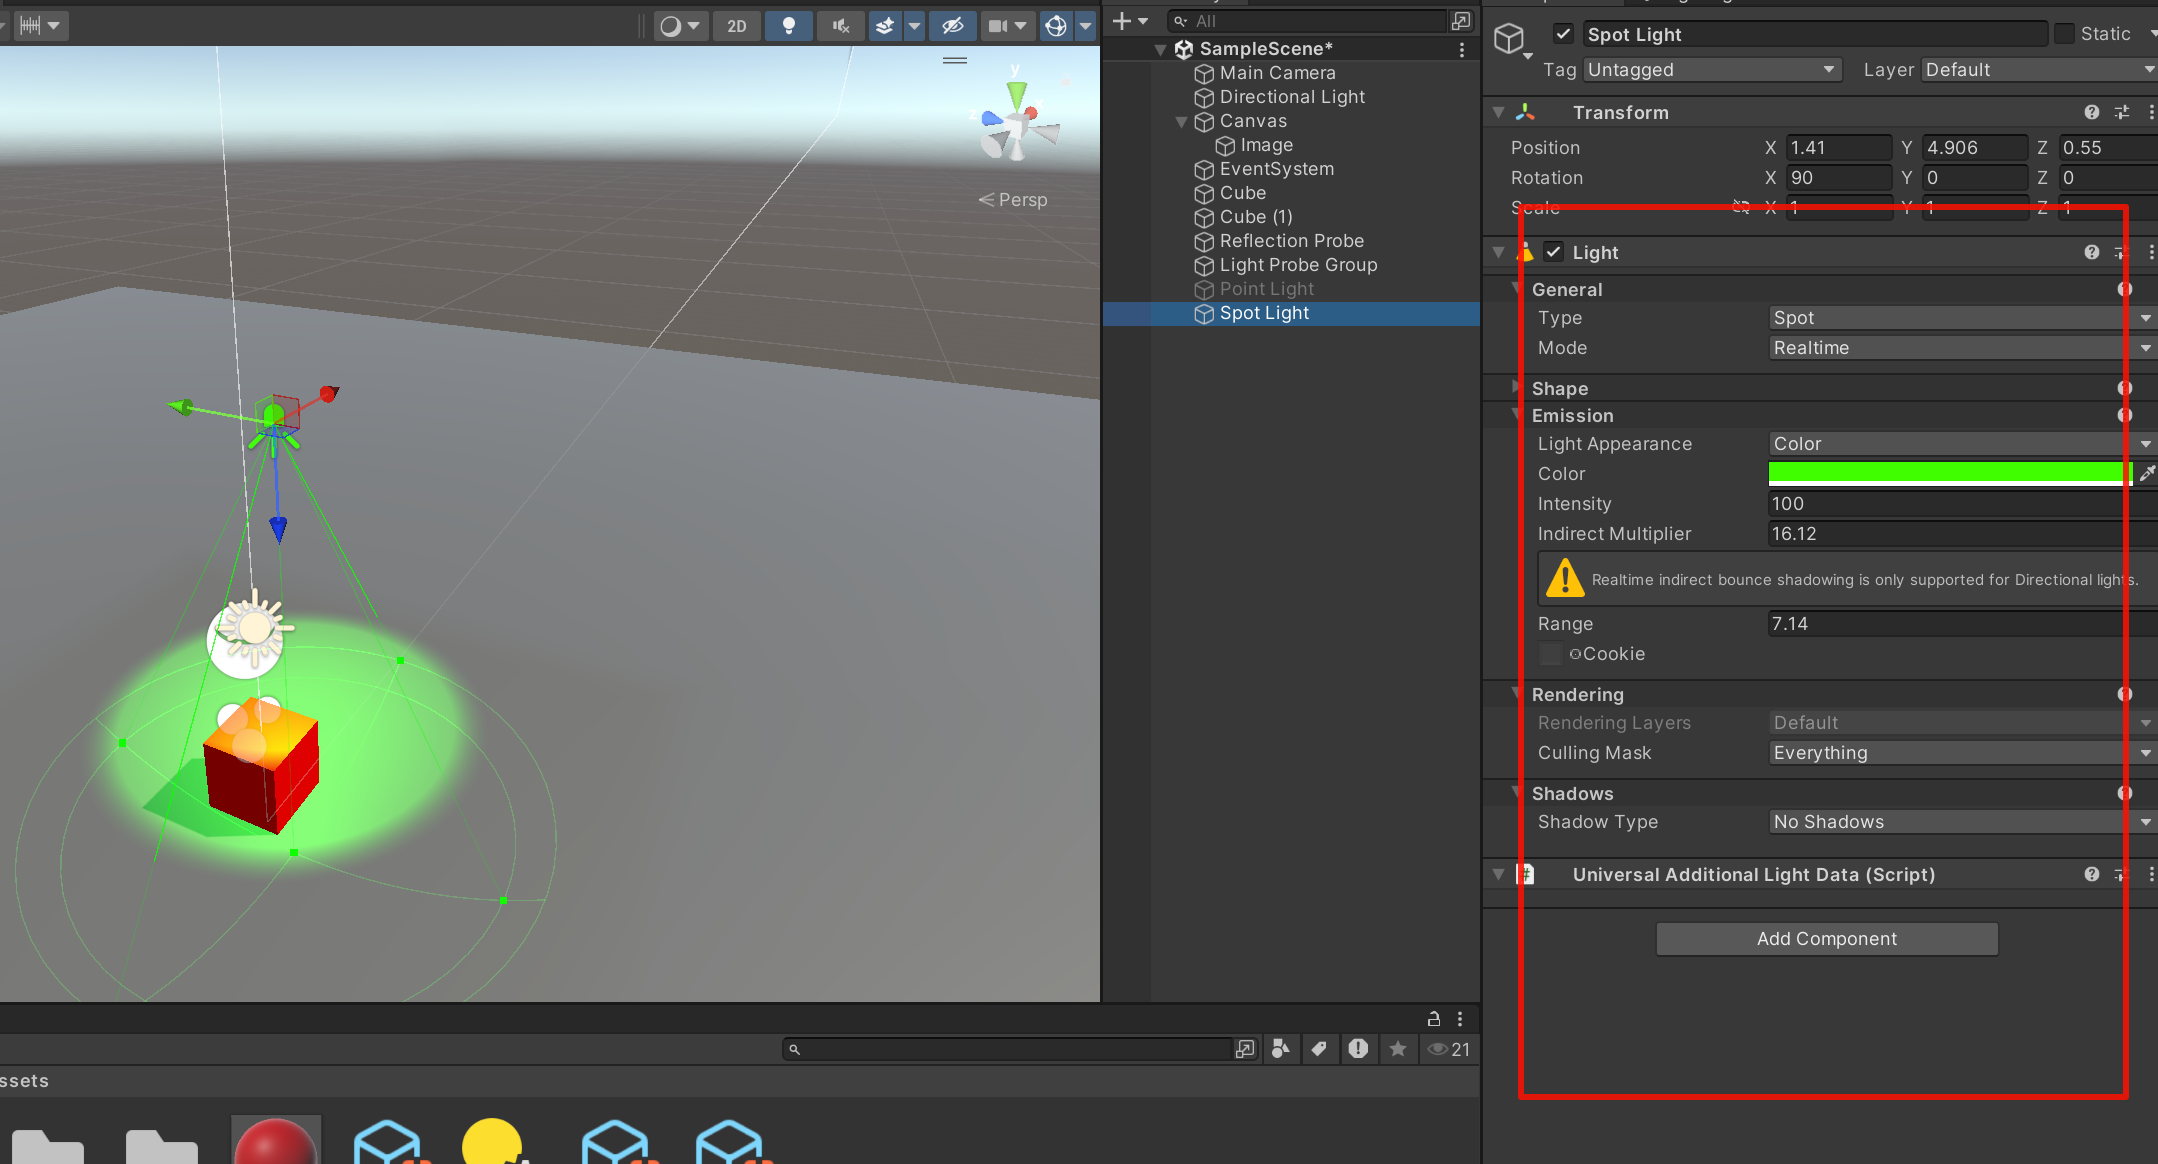 2D
All
Spot Light
Static
Tag
Untagged
Layer
Default
SampleScene*
Main Camera
Directional Light
Canvas
Image
EventSystem
Cube
Cube (1)
Reflection Probe
Light Probe Group
Point Light
Spot Light
y
x
z
Persp
Transform
Position X 1.41 Y 4.906 Z 0.55
Rotation X 90 Y 0 Z 0
Scale X 1 Y 1 Z 1
Light
General
Type Spot
Mode Realtime
Shape
Emission
Light Appearance Color
Color
Intensity 100
Indirect Multiplier 16.12
Realtime indirect bounce shadowing is only supported for Directional lights.
Range 7.14
Cookie
Rendering
Rendering Layers Default
Culling Mask Everything
Shadows
Shadow Type No Shadows
Universal Additional Light Data (Script)
Add Component
21
ssets